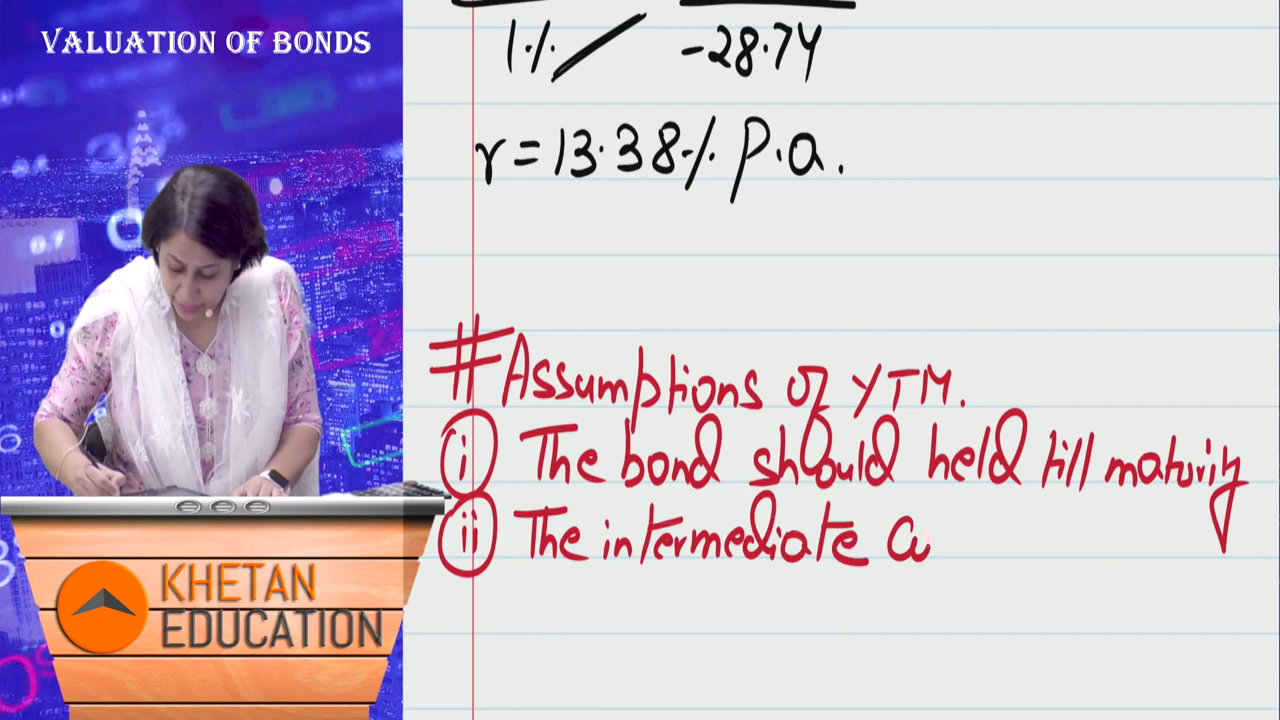 VALUATION OF BONDS
1% -28.74
r = 13.38% P.a.
# Assumptions of YTM.
(i) The bond should held till maturity
(ii) The intermediate a
KHETAN
EDUCATION